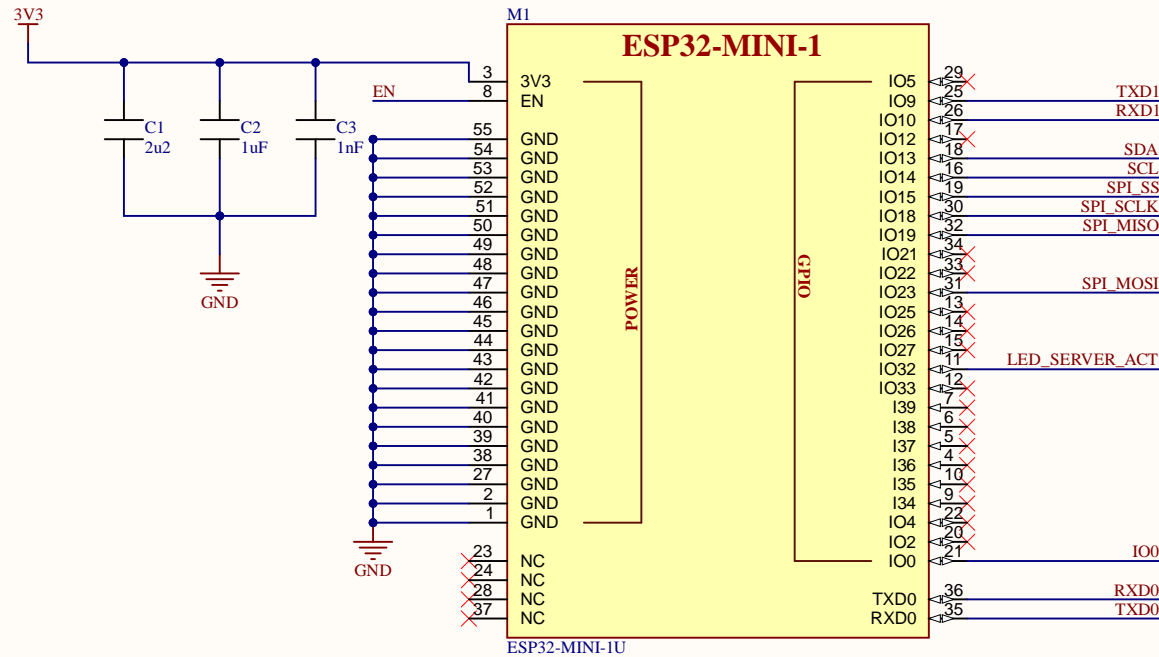 3V3
M1
ESP32-MINI-1
3 3V3
8 EN
EN
C1
2u2
C2
1uF
C3
1nF
GND
55 GND
54 GND
53 GND
52 GND
51 GND
50 GND
49 GND
48 GND
47 GND
46 GND
45 GND
44 GND
43 GND
42 GND
41 GND
40 GND
39 GND
38 GND
27 GND
2 GND
1 GND
GND
23 NC
24 NC
28 NC
37 NC
POWER
GPIO
IO5 29
IO9 25 TXD1
IO10 26 RXD1
IO12 17
IO13 18 SDA
IO14 16 SCL
IO15 19 SPI_SS
IO18 30 SPI_SCLK
IO19 32 SPI_MISO
IO21 34
IO22 33
IO23 31 SPI_MOSI
IO25 13
IO26 14
IO27 15
IO32 11 LED_SERVER_ACT
IO33 12
I39 7
I38 6
I37 5
I36 4
I35 10
I34 9
IO4 22
IO2 20
IO0 21 IO0
TXD0 36 RXD0
RXD0 35 TXD0
ESP32-MINI-1U